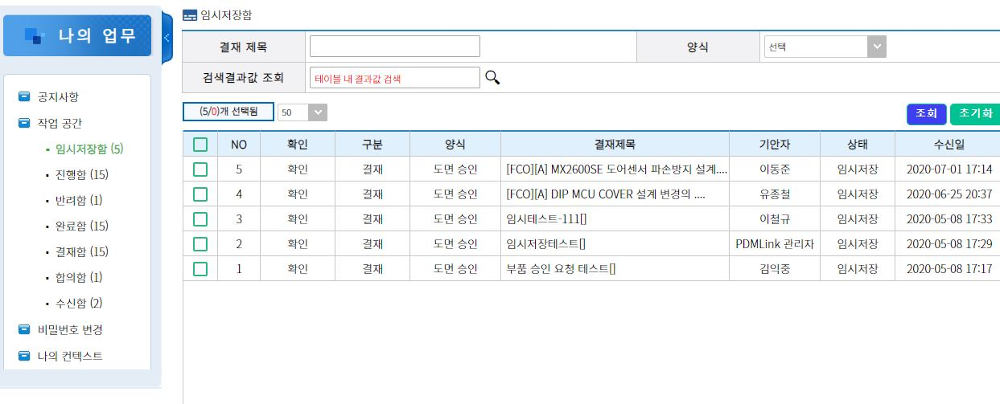 나의 업무
공지사항
작업 공간
임시저장함 (5)
진행함 (15)
반려함 (1)
완료함 (15)
결재함 (15)
합의함 (1)
수신함 (2)
비밀번호 변경
나의 컨텍스트
임시저장함
결재 제목 양식 선택
검색결과값 조회 테이블 내 결과값 검색
(5/0)개 선택됨 50 조회 초기화
NO 확인 구분 양식 결재제목 기안자 상태 수신일
5 확인 결재 도면 승인 [FCO][A] MX2600SE 도어센서 파손방지 설계.... 이동준 임시저장 2020-07-01 17:14
4 확인 결재 도면 승인 [FCO][A] DIP MCU COVER 설계 변경의 .... 유종철 임시저장 2020-06-25 20:37
3 확인 결재 도면 승인 임시테스트-111[] 이철규 임시저장 2020-05-08 17:33
2 확인 결재 도면 승인 임시저장테스트[] PDMLink 관리자 임시저장 2020-05-08 17:29
1 확인 결재 도면 승인 부품 승인 요청 테스트[] 김익중 임시저장 2020-05-08 17:17